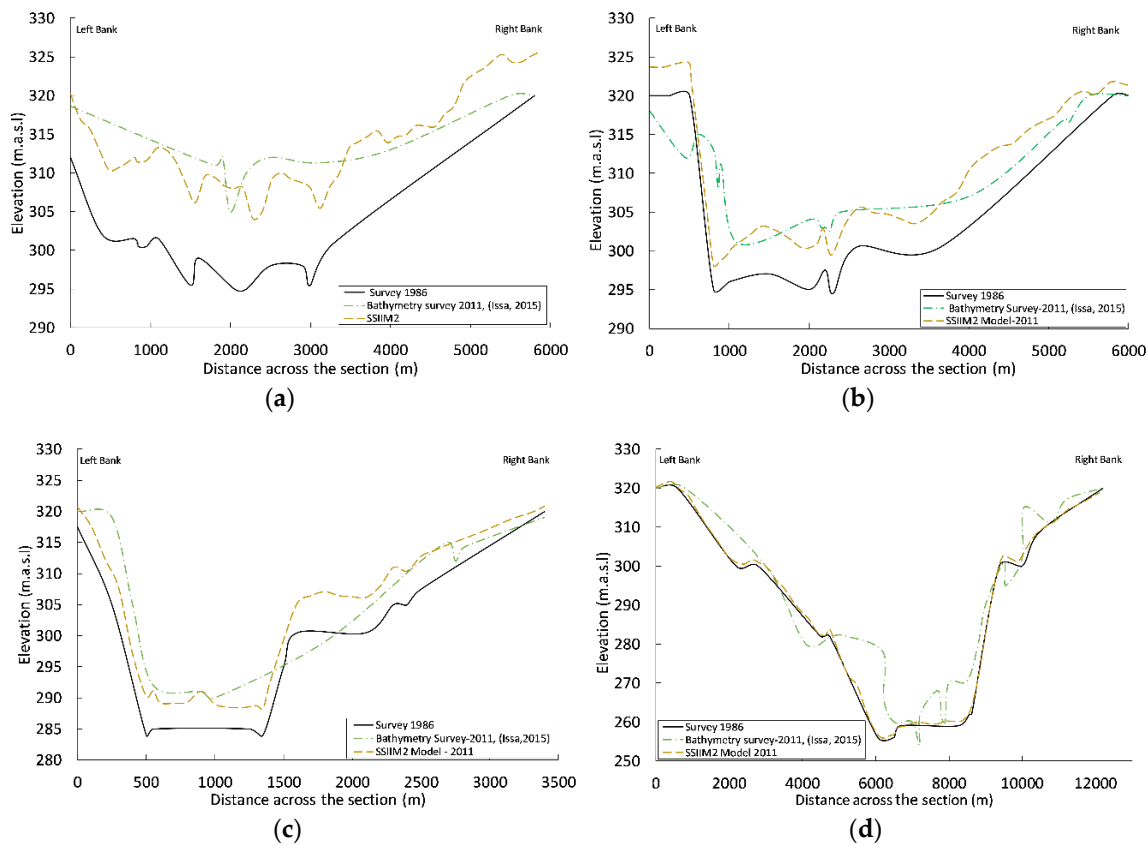 330
325
320
315
310
305
300
295
290
Elevation (m.a.s.l)
Left Bank
Right Bank
Survey 1986
Bathymetry survey 2011, (Issa, 2015)
SSIIM2
0 1000 2000 3000 4000 5000 6000
Distance across the section (m)
(a)
330
325
320
315
310
305
300
295
290
Elevation (m.a.s.l)
Left Bank
Right Bank
Survey 1986
Bathymetry Survey-2011, (Issa, 2015)
SSIIM2 Model-2011
0 1000 2000 3000 4000 5000 6000
Distance across the section (m)
(b)
330
325
320
315
310
305
300
295
290
285
280
Elevation (m.a.s.l)
Left Bank
Right Bank
Survey 1986
Bathymetry Survey-2011, (Issa,2015)
SSIIM2 Model - 2011
0 500 1000 1500 2000 2500 3000 3500
Distance across the section (m)
(c)
330
320
310
300
290
280
270
260
250
Elevation (m.a.s.l)
Left Bank
Right Bank
Survey 1986
Bathymetry survey-2011, (Issa,2015)
SSIIM2 Model 2011
0 2000 4000 6000 8000 10000 12000
Distance across the section (m)
(d)